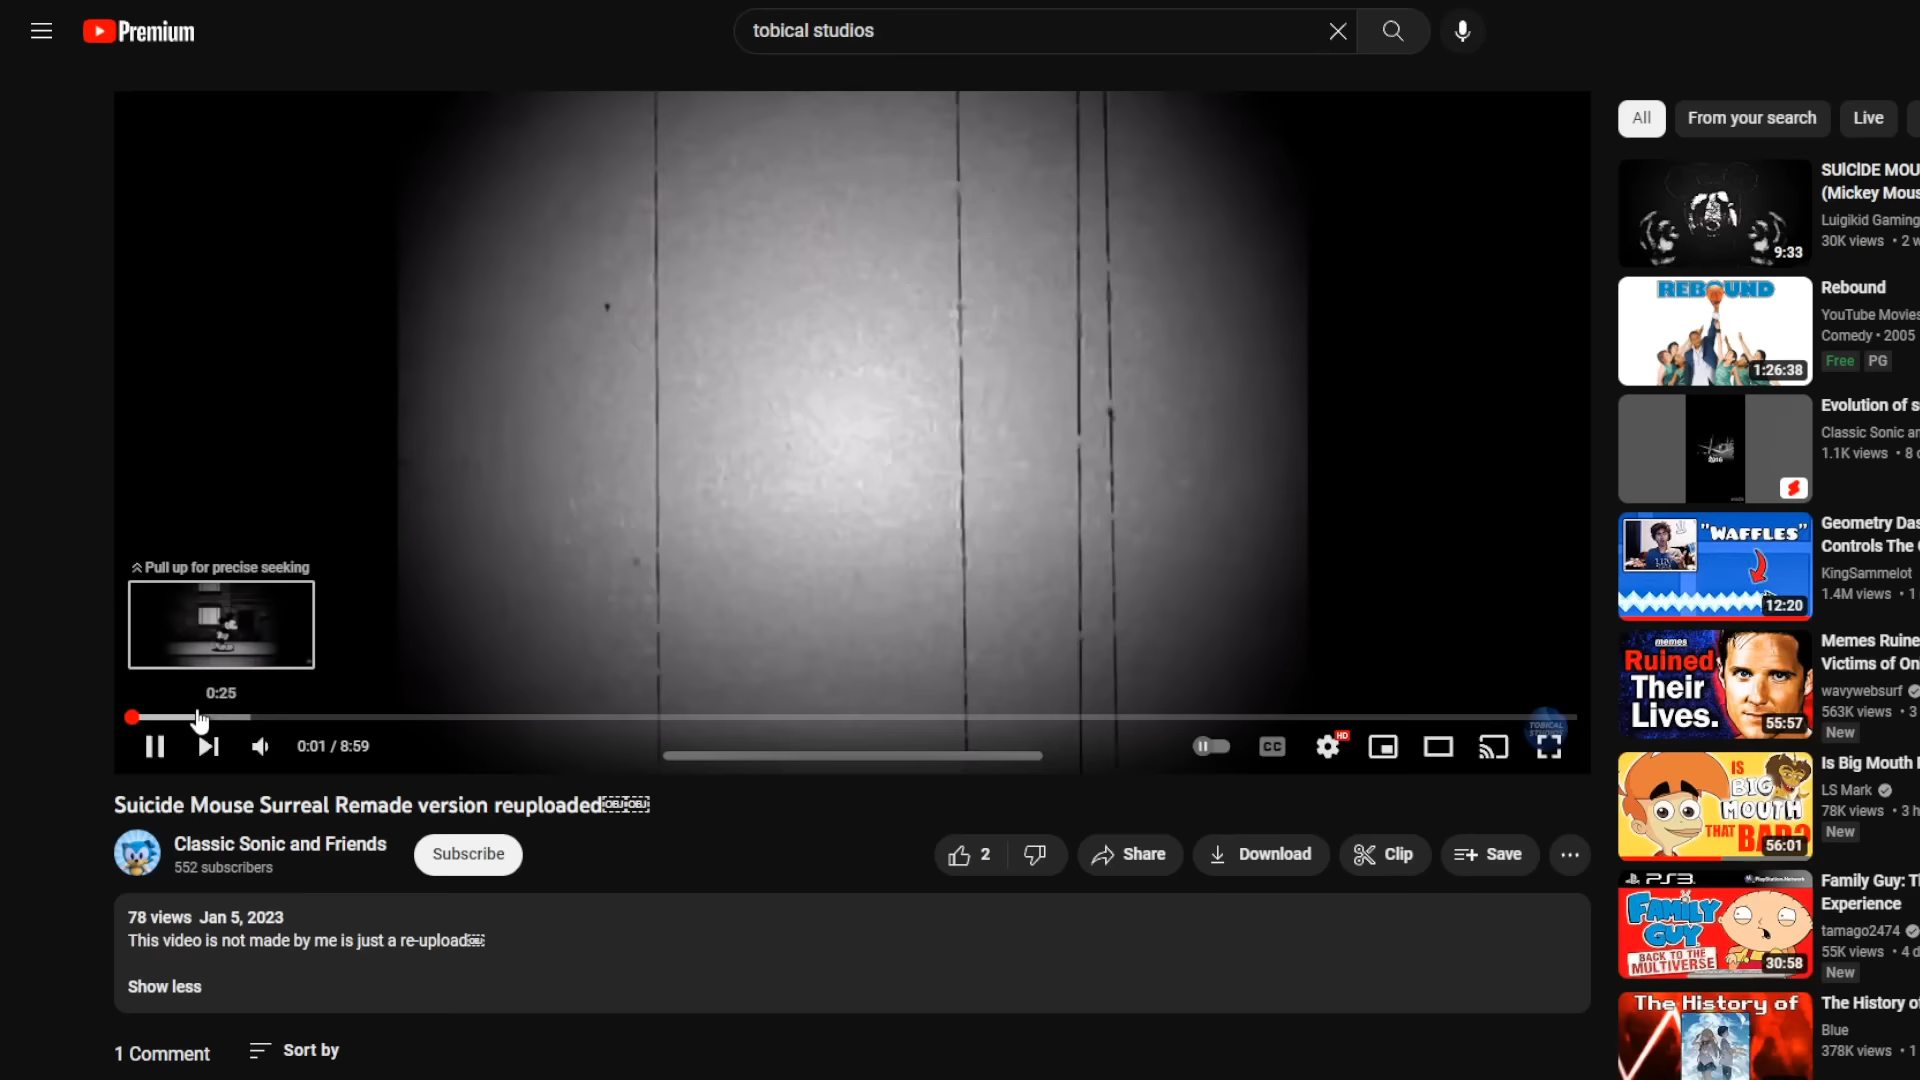 Premium
tobical studios
Pull up for precise seeking
0:25
0:01 / 8:59
CC
HD
TOBICAL
STUDIOS
Suicide Mouse Surreal Remade version reuploaded
Classic Sonic and Friends
552 subscribers
Subscribe
2
Share
Download
Clip
Save
78 views Jan 5, 2023
This video is not made by me is just a re-upload
Show less
1 Comment
Sort by
All
From your search
Live
SUICIDE MOU
(Mickey Mous
Luigikid Gaming
30K views • 2 w
9:33
REBOUND
1:26:38
Rebound
YouTube Movies
Comedy • 2005
Free PG
2016
Evolution of s
Classic Sonic an
1.1K views • 8
"WAFFLES"
12:20
Geometry Das
Controls The
KingSammelot
1.4M views • 1
memes
Ruined
Their
Lives.
55:57
Memes Ruine
Victims of On
wavywebsurf
563K views • 3
New
IS
BIG
MOUTH
THAT BAD?
56:01
Is Big Mouth
LS Mark
78K views • 3 h
New
PS3
PlayStation Network
FAMILY
GUY
BACK TO THE
MULTIVERSE
30:58
Family Guy: T
Experience
tamago2474
55K views • 4 d
New
The History of
The History of
Blue
378K views • 1